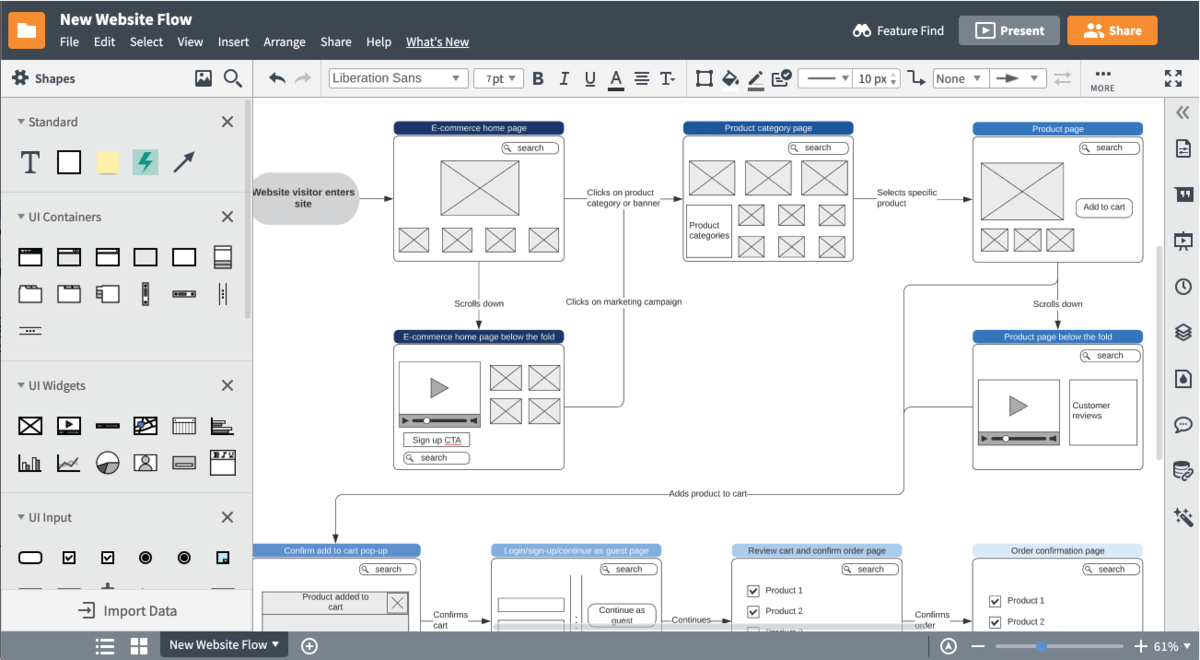 New Website Flow
File Edit Select View Insert Arrange Share Help What's New
Feature Find
Present
Share
Shapes
Liberation Sans
7pt
B I U A T
10 px
None
MORE
Standard
T
UI Containers
UI Widgets
UI Input
Import Data
Website visitor enters
site
E-commerce home page
search
Clicks on product
category or banner
Product category page
search
Product
categories
Selects specific
product
Product page
search
Add to cart
Scrolls down
Clicks on marketing campaign
Scrolls down
E-commerce home page below the fold
Sign up CTA
search
Product page below the fold
search
Customer
reviews
Adds product to cart
Confirm add to cart pop-up
search
Product added to
cart
Confirms
cart
Login/sign-up/continue as guest page
search
Continue as
guest
Continues
Review cart and confirm order page
search
Product 1
Product 2
Confirms
order
Order confirmation page
search
Product 1
Product 2
New Website Flow
61%